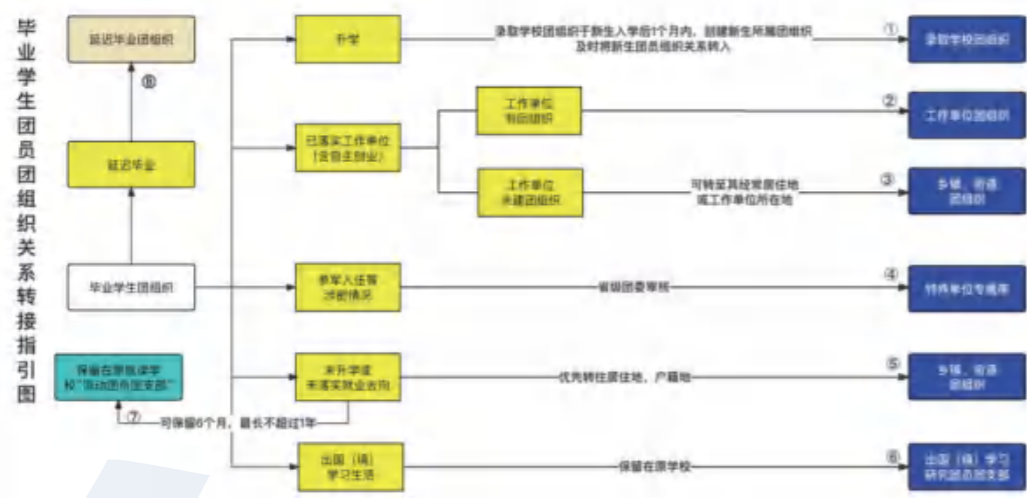 毕业学生团员团组织关系转接指引图
延迟毕业团组织
⑧
延迟毕业
毕业学生团组织
保留在原就读学
校“流动团员团支部”
⑦
可保留6个月，最长不超过1年
升学
录取学校团组织于新生入学后1个月内，创建新生所属团组织
及时将新生团员组织关系转入
①
录取学校团组织
已落实工作单位
（含自主创业）
工作单位
有团组织
②
工作单位团组织
工作单位
未建团组织
可转至其经常居住地
或工作单位所在地
③
乡镇、街道
团组织
参军入伍等
涉密情况
省级团委审核
④
特殊单位专属库
未升学或
未落实就业去向
优先转往居住地、户籍地
⑤
乡镇、街道
团组织
出国（境）
学习生活
保留在原学校
⑥
出国（境）学习
研究团员团支部